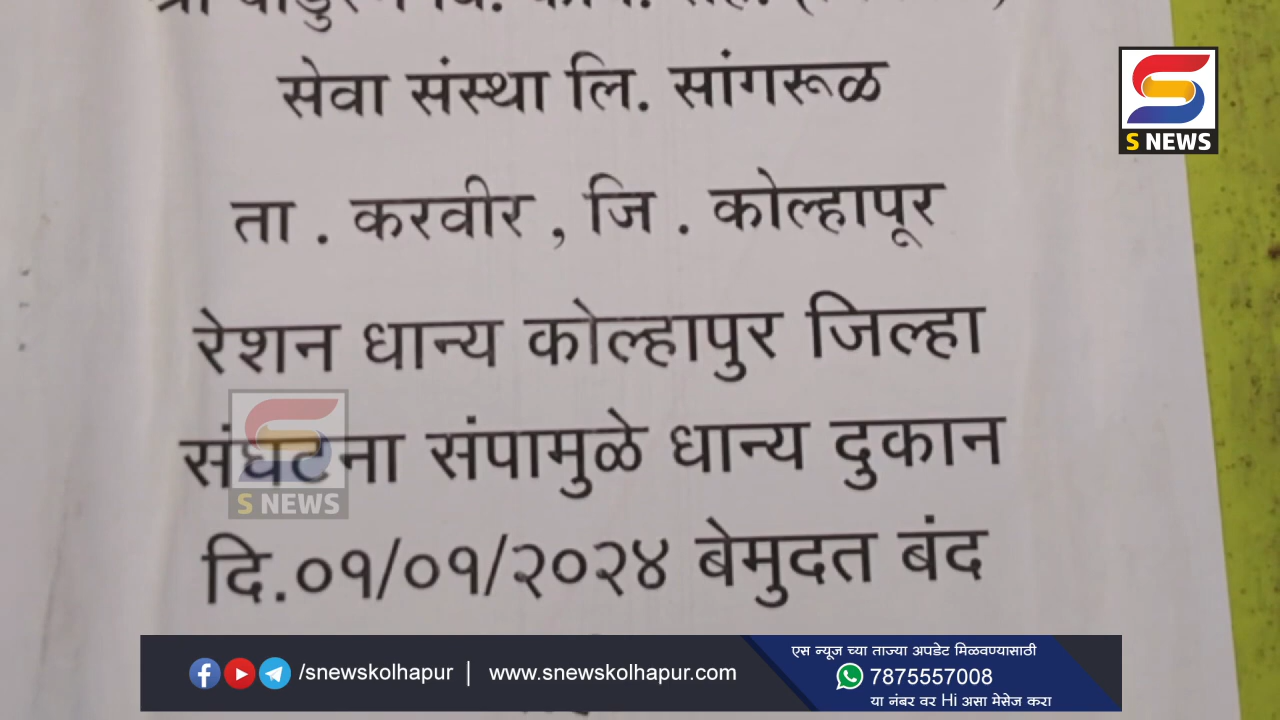 सेवा संस्था लि. सांगरूळ
ता . करवीर , जि . कोल्हापूर
रेशन धान्य कोल्हापुर जिल्हा
संघटना संपामुळे धान्य दुकान
दि.०१/०१/२०२४ बेमुदत बंद
S NEWS
S NEWS
/snewskolhapur | www.snewskolhapur.com
एस न्यूज च्या ताज्या अपडेट मिळवण्यासाठी
7875557008
या नंबर वर Hi असा मेसेज करा